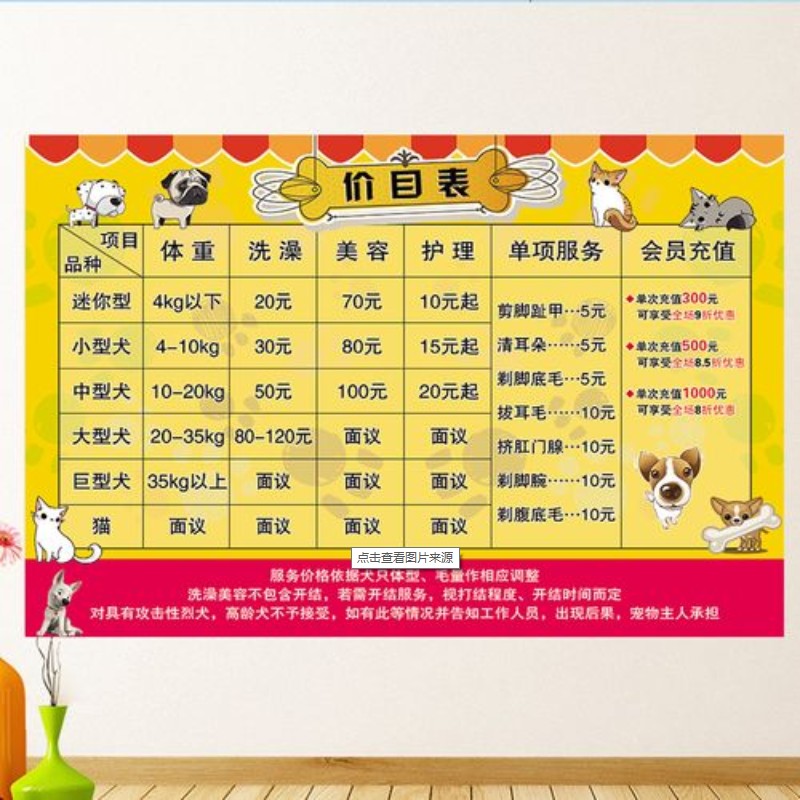 价目表
项目 体重 洗澡 美容 护理 单项服务 会员充值
品种
迷你型 4kg以下 20元 70元 10元起
小型犬 4-10kg 30元 80元 15元起
中型犬 10-20kg 50元 100元 20元起
大型犬 20-35kg 80-120元 面议 面议
巨型犬 35kg以上 面议 面议 面议
猫 面议 面议 面议 面议
剪脚趾甲…5元
清耳朵……5元
剃脚底毛…5元
拔耳毛……10元
挤肛门腺…10元
剃脚腕……10元
剃腹底毛…10元
单次充值300元
可享受全场9折优惠
单次充值500元
可享受全场8.5折优惠
单次充值1000元
可享受全场8折优惠
点击查看图片来源
服务价格依据犬只体型、毛量作相应调整
洗澡美容不包含开结，若需开结服务，视打结程度、开结时间而定
对具有攻击性烈犬，高龄犬不予接受，如有此等情况并告知工作人员，出现后果，宠物主人承担